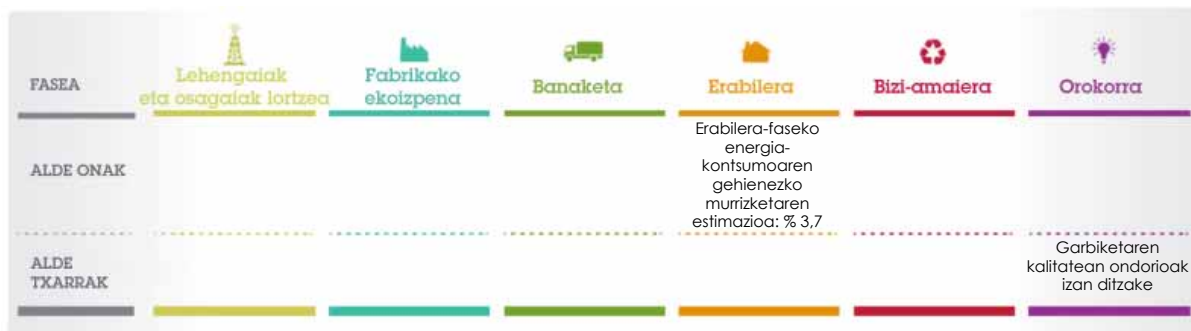 FASEA
Lehengaiak
eta osagaiak lortzea
Fabrikako
ekoizpena
Banaketa
Erabilera
Bizi-amaiera
Orokorra
ALDE ONAK
Erabilera-faseko
energia-
kontsumoaren
gehienezko
murrizketaren
estimazioa: % 3,7
ALDE
TXARRAK
Garbiketaren
kalitatean ondorioak
izan ditzake